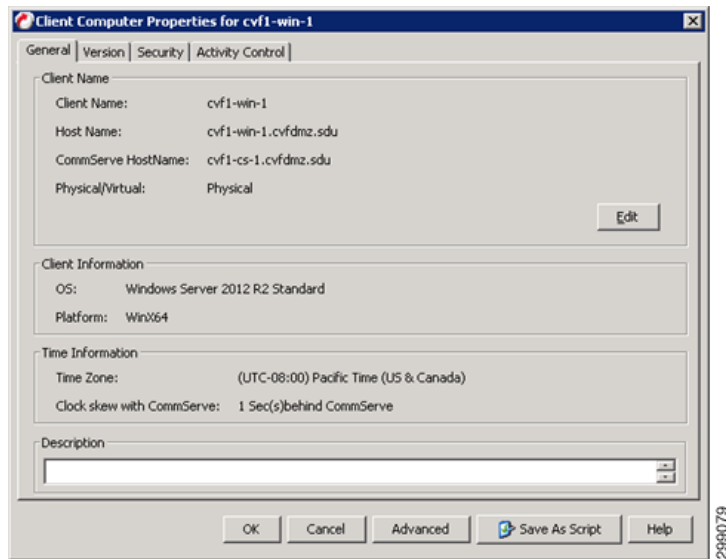 Client Computer Properties for cvf1-win-1
General Version Security Activity Control
Client Name
Client Name: cvf1-win-1
Host Name: cvf1-win-1.cvfdmz.sdu
CommServe HostName: cvf1-cs-1.cvfdmz.sdu
Physical/Virtual: Physical
Edit
Client Information
OS: Windows Server 2012 R2 Standard
Platform: WinX64
Time Information
Time Zone: (UTC-08:00) Pacific Time (US & Canada)
Clock skew with CommServe: 1 Sec(s)behind CommServe
Description
OK Cancel Advanced Save As Script Help